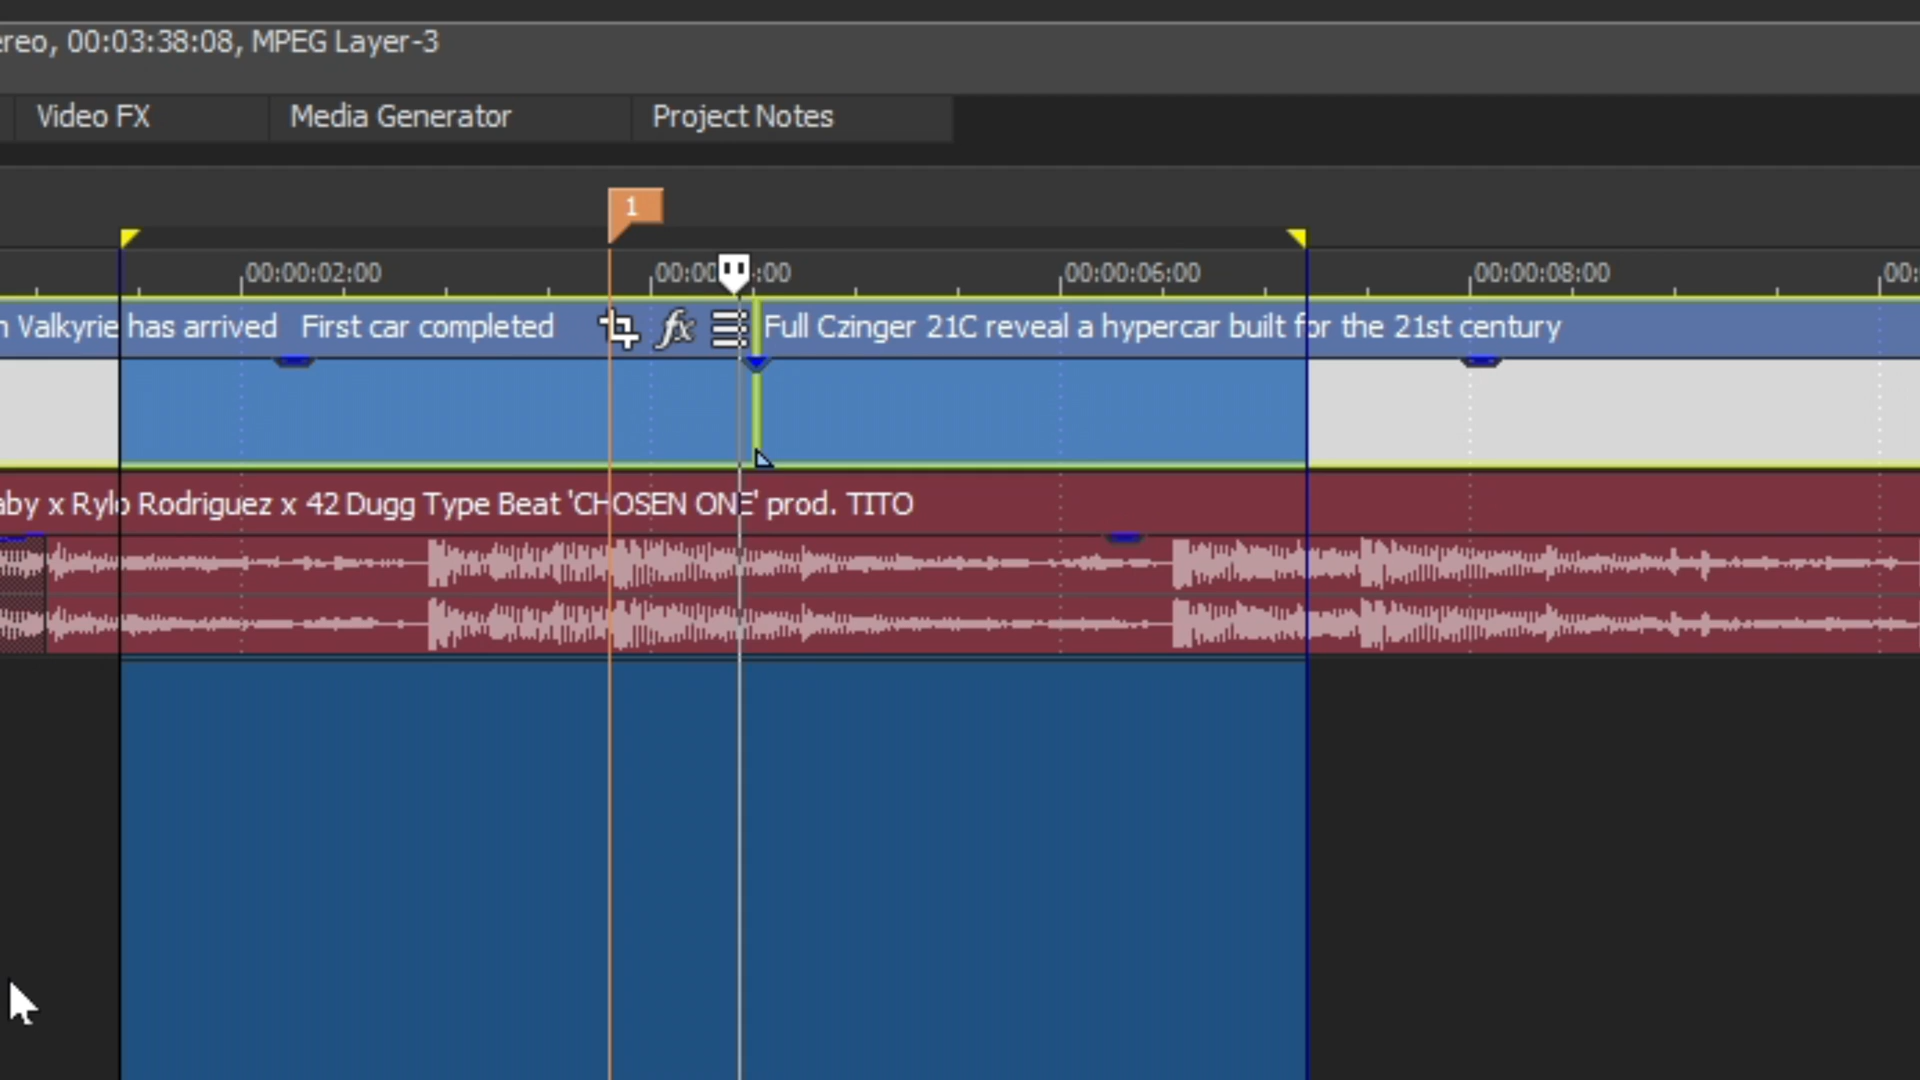 ereo, 00:03:38:08, MPEG Layer-3
Video FX Media Generator Project Notes
1
00:00:02:00 00:00 :00 00:00:06:00 00:00:08:00 00:
n Valkyrie has arrived First car completed fx Full Czinger 21C reveal a hypercar built for the 21st century
aby x Rylo Rodriguez x 42 Dugg Type Beat 'CHOSEN ONE' prod. TITO